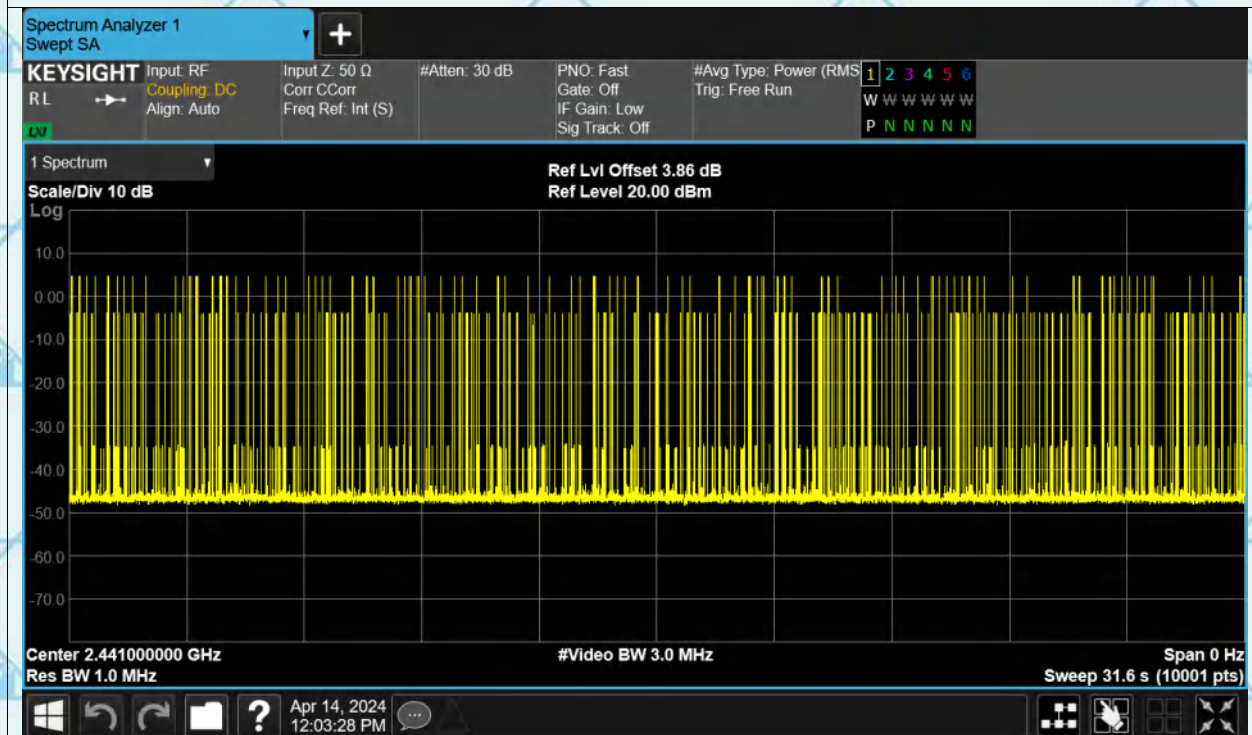 Spectrum Analyzer 1
Swept SA
+
KEYSIGHT
RL
LXI
Input: RF
Coupling: DC
Align: Auto
Input Z: 50 Ω
Corr CCorr
Freq Ref: Int (S)
#Atten: 30 dB
PNO: Fast
Gate: Off
IF Gain: Low
Sig Track: Off
#Avg Type: Power (RMS
Trig: Free Run
1 2 3 4 5 6
W W W W W W
P N N N N N
1 Spectrum
Scale/Div 10 dB
Ref Lvl Offset 3.86 dB
Ref Level 20.00 dBm
Log
10.0
0.00
-10.0
-20.0
-30.0
-40.0
-50.0
-60.0
-70.0
Center 2.441000000 GHz
#Video BW 3.0 MHz
Span 0 Hz
Res BW 1.0 MHz
Sweep 31.6 s (10001 pts)
?
Apr 14, 2024
12:03:28 PM